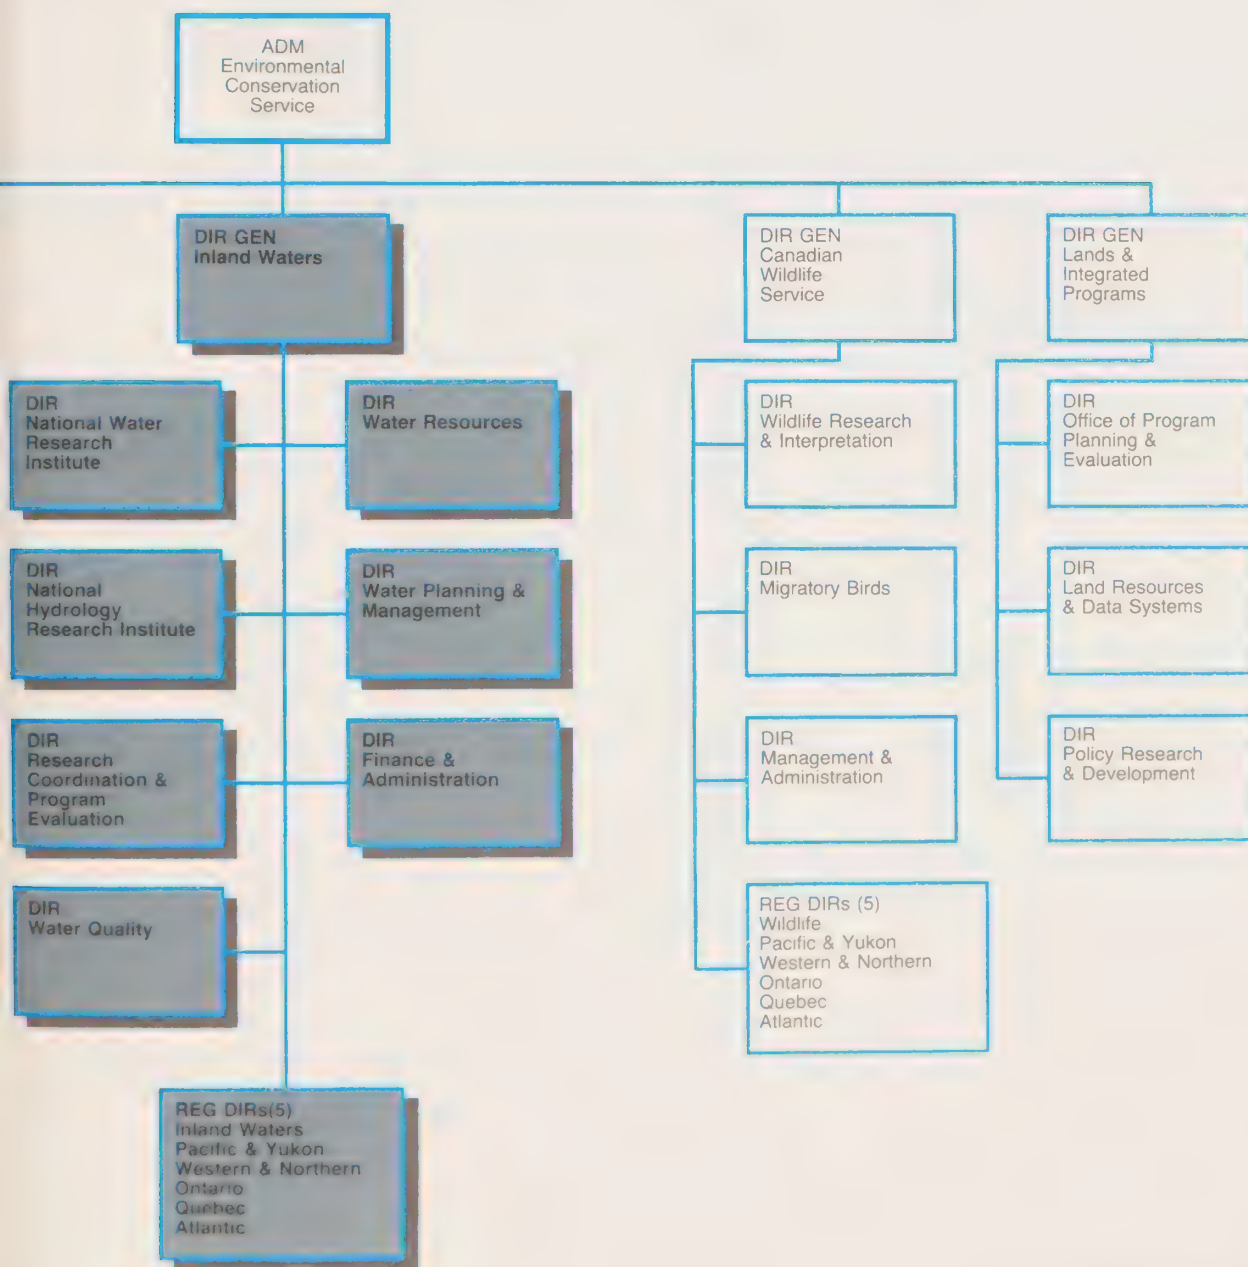 ADM
Environmental
Conservation
Service
DIR GEN
Inland Waters
DIR GEN
Canadian
Wildlife
Service
DIR GEN
Lands &
Integrated
Programs
DIR
National Water
Research
Institute
DIR
Water Resources
DIR
Wildlife Research
& Interpretation
DIR
Office of Program
Planning &
Evaluation
DIR
National
Hydrology
Research Institute
DIR
Water Planning &
Management
DIR
Migratory Birds
DIR
Land Resources
& Data Systems
DIR
Research
Coordination &
Program
Evaluation
DIR
Finance &
Administration
DIR
Management &
Administration
DIR
Policy Research
& Development
DIR
Water Quality
REG DIRs (5)
Wildlife
Pacific & Yukon
Western & Northern
Ontario
Quebec
Atlantic
REG DIRs(5)
Inland Waters
Pacific & Yukon
Western & Northern
Ontario
Quebec
Atlantic